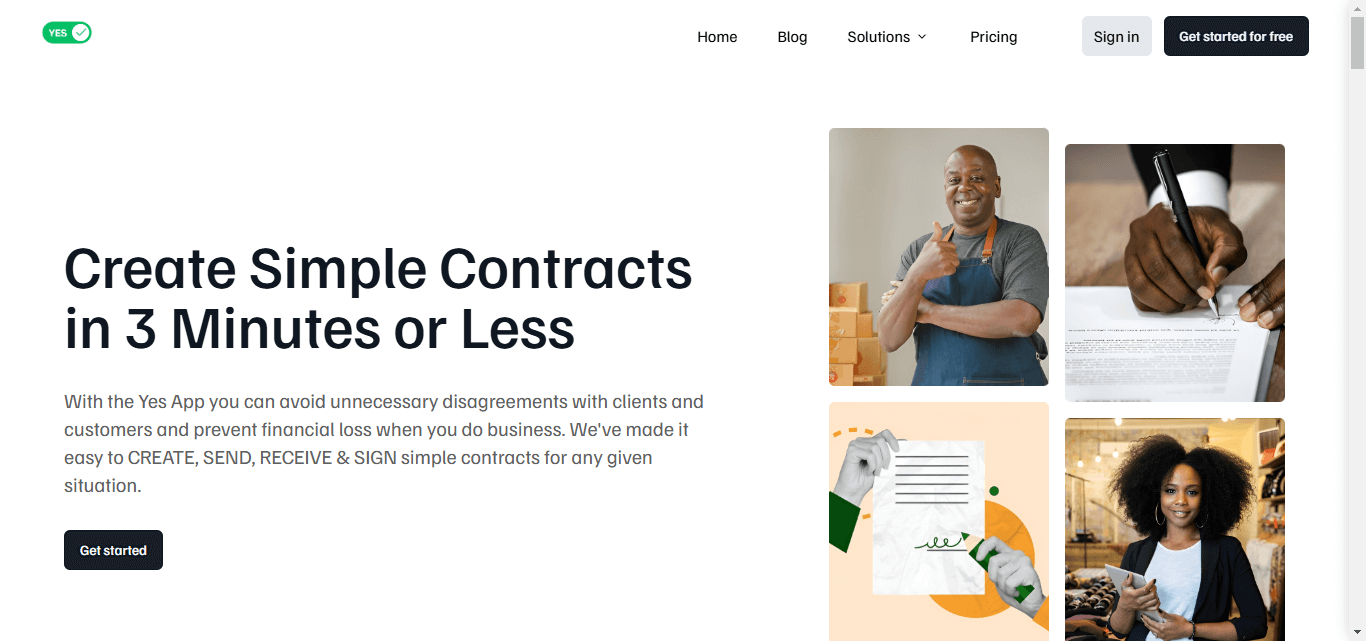 YES
Home
Blog
Solutions
Pricing
Sign in
Get started for free
Create Simple Contracts
in 3 Minutes or Less
With the Yes App you can avoid unnecessary disagreements with clients and
customers and prevent financial loss when you do business. We've made it
easy to CREATE, SEND, RECEIVE & SIGN simple contracts for any given
situation.
Get started